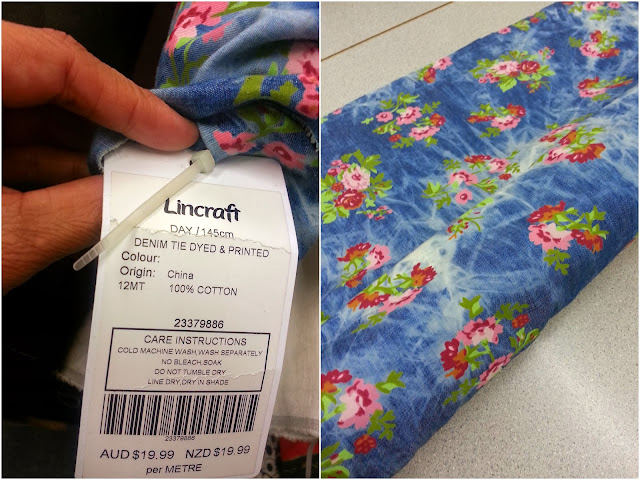 Lincraft
DAY / 145cm
DENIM TIE DYED & PRINTED
Colour:
Origin: China
12MT 100% COTTON
23379886
CARE INSTRUCTIONS
COLD MACHINE WASH,WASH SEPARATELY
NO BLEACH,SOAK
DO NOT TUMBLE DRY
LINE DRY,DRY IN SHADE
23379886
AUD $19.99 NZD $19.99
per METRE